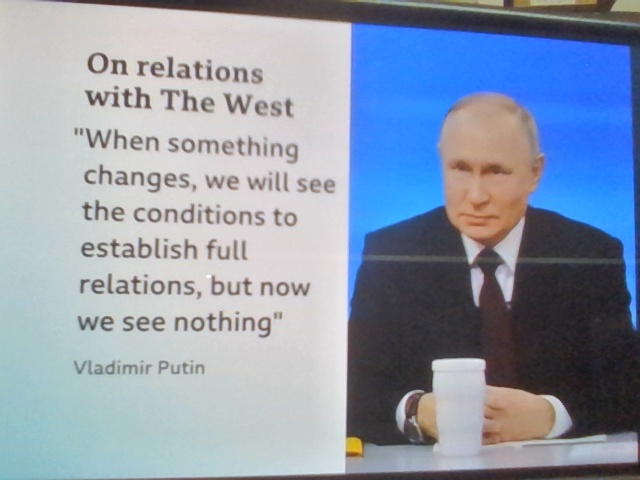 On relations
with The West
"When something
changes, we will see
the conditions to
establish full
relations, but now
we see nothing"
Vladimir Putin